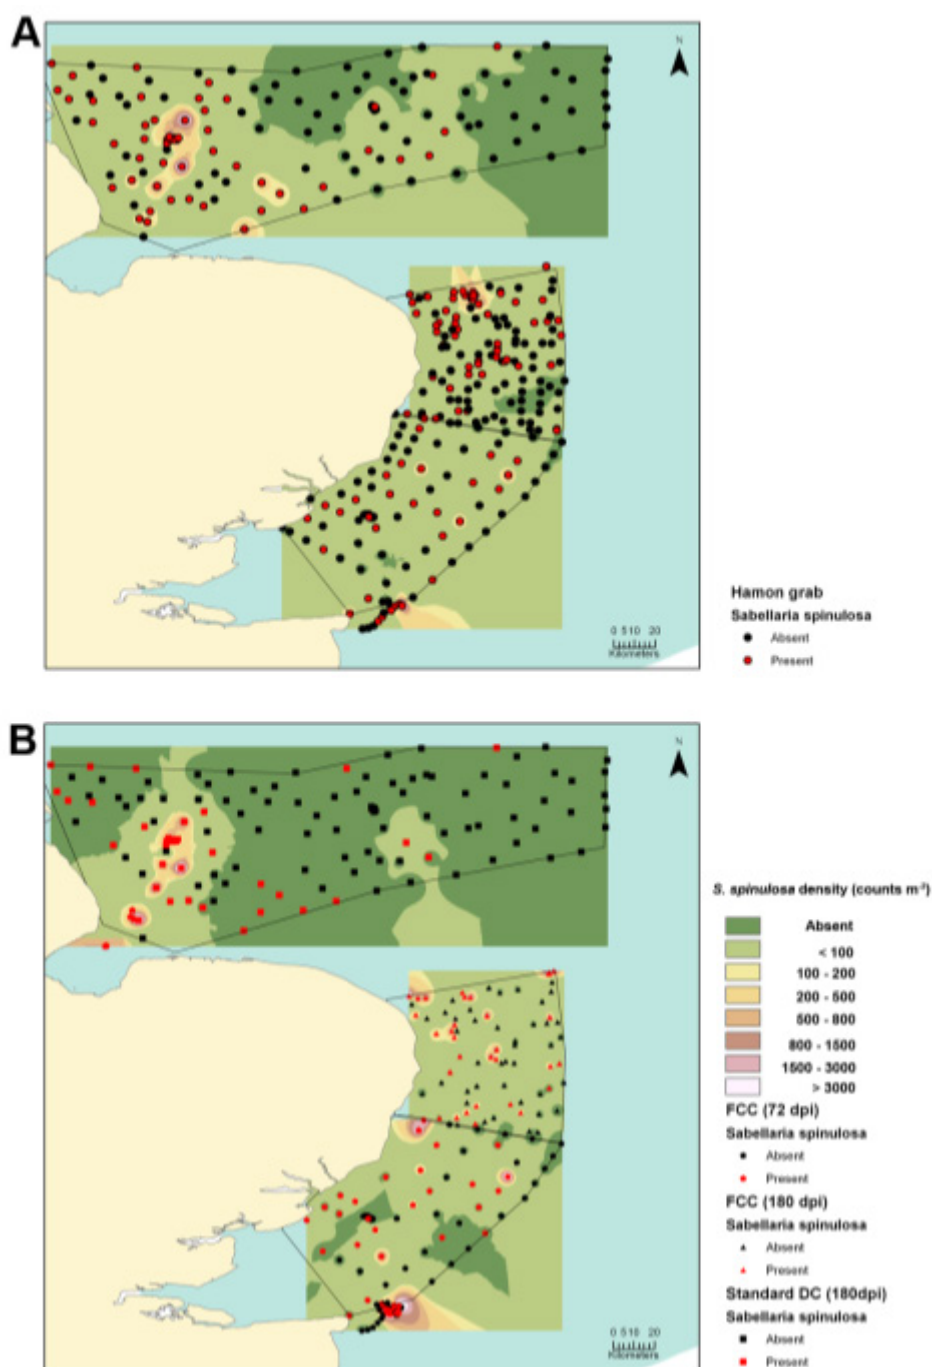 A
N
Hamon grab
Sabellaria spinulosa
Absent
Present
0 5 10 20
Kilometers
B
N
S. spinulosa density (counts m⁻²)
Absent
< 100
100 - 200
200 - 500
500 - 800
800 - 1500
1500 - 3000
> 3000
FCC (72 dpi)
Sabellaria spinulosa
Absent
Present
FCC (180 dpi)
Sabellaria spinulosa
Absent
Present
Standard DC (180dpi)
Sabellaria spinulosa
Absent
Present
0 5 10 20
Kilometers